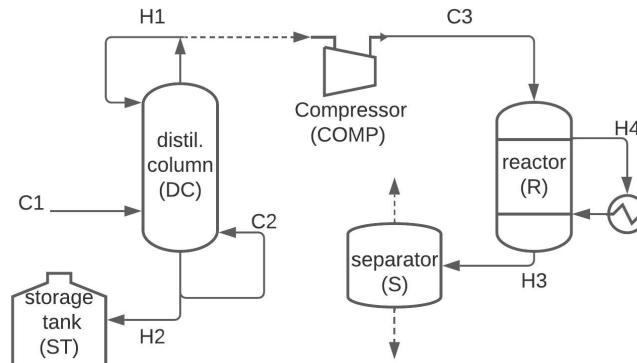 H1
C3
Compressor
(COMP)
distil.
column
(DC)
reactor
(R)
H4
C1
C2
separator
(S)
H3
storage
tank
(ST)
H2